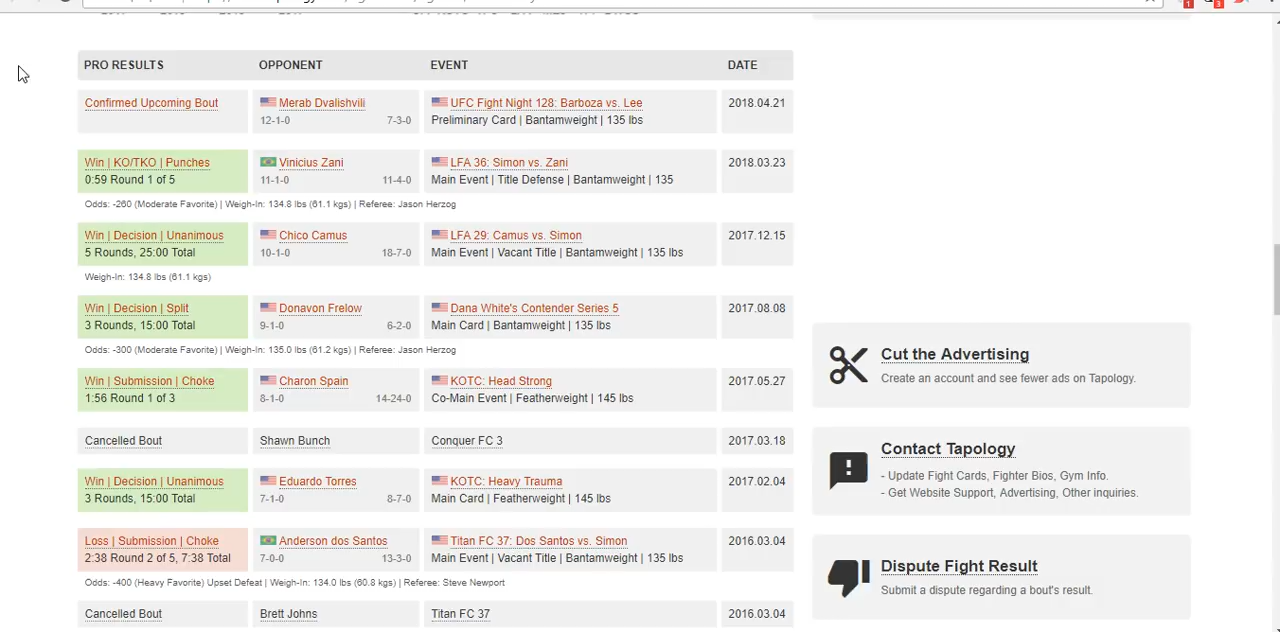 1
3
PRO RESULTS OPPONENT EVENT DATE
Confirmed Upcoming Bout Merab Dvalishvili UFC Fight Night 128: Barboza vs. Lee 2018.04.21
12-1-0 7-3-0 Preliminary Card | Bantamweight | 135 lbs
Win | KO/TKO | Punches Vinicius Zani LFA 36: Simon vs. Zani 2018.03.23
0:59 Round 1 of 5 11-1-0 11-4-0 Main Event | Title Defense | Bantamweight | 135
Odds: -260 (Moderate Favorite) | Weigh-In: 134.8 lbs (61.1 kgs) | Referee: Jason Herzog
Win | Decision | Unanimous Chico Camus LFA 29: Camus vs. Simon 2017.12.15
5 Rounds, 25:00 Total 10-1-0 18-7-0 Main Event | Vacant Title | Bantamweight | 135 lbs
Weigh-In: 134.8 lbs (61.1 kgs)
Win | Decision | Split Donavon Frelow Dana White's Contender Series 5 2017.08.08
3 Rounds, 15:00 Total 9-1-0 6-2-0 Main Card | Bantamweight | 135 lbs
Odds: -300 (Moderate Favorite) | Weigh-In: 135.0 lbs (61.2 kgs) | Referee: Jason Herzog
Win | Submission | Choke Charon Spain KOTC: Head Strong 2017.05.27
1:56 Round 1 of 3 8-1-0 14-24-0 Co-Main Event | Featherweight | 145 lbs
Cancelled Bout Shawn Bunch Conquer FC 3 2017.03.18
Win | Decision | Unanimous Eduardo Torres KOTC: Heavy Trauma 2017.02.04
3 Rounds, 15:00 Total 7-1-0 8-7-0 Main Card | Featherweight | 145 lbs
Loss | Submission | Choke Anderson dos Santos Titan FC 37: Dos Santos vs. Simon 2016.03.04
2:38 Round 2 of 5, 7:38 Total 7-0-0 13-3-0 Main Event | Vacant Title | Bantamweight | 135 lbs
Odds: -400 (Heavy Favorite) Upset Defeat | Weigh-In: 134.0 lbs (60.8 kgs) | Referee: Steve Newport
Cancelled Bout Brett Johns Titan FC 37 2016.03.04
Cut the Advertising
Create an account and see fewer ads on Tapology.
Contact Tapology
- Update Fight Cards, Fighter Bios, Gym Info.
- Get Website Support, Advertising, Other inquiries.
Dispute Fight Result
Submit a dispute regarding a bout's result.